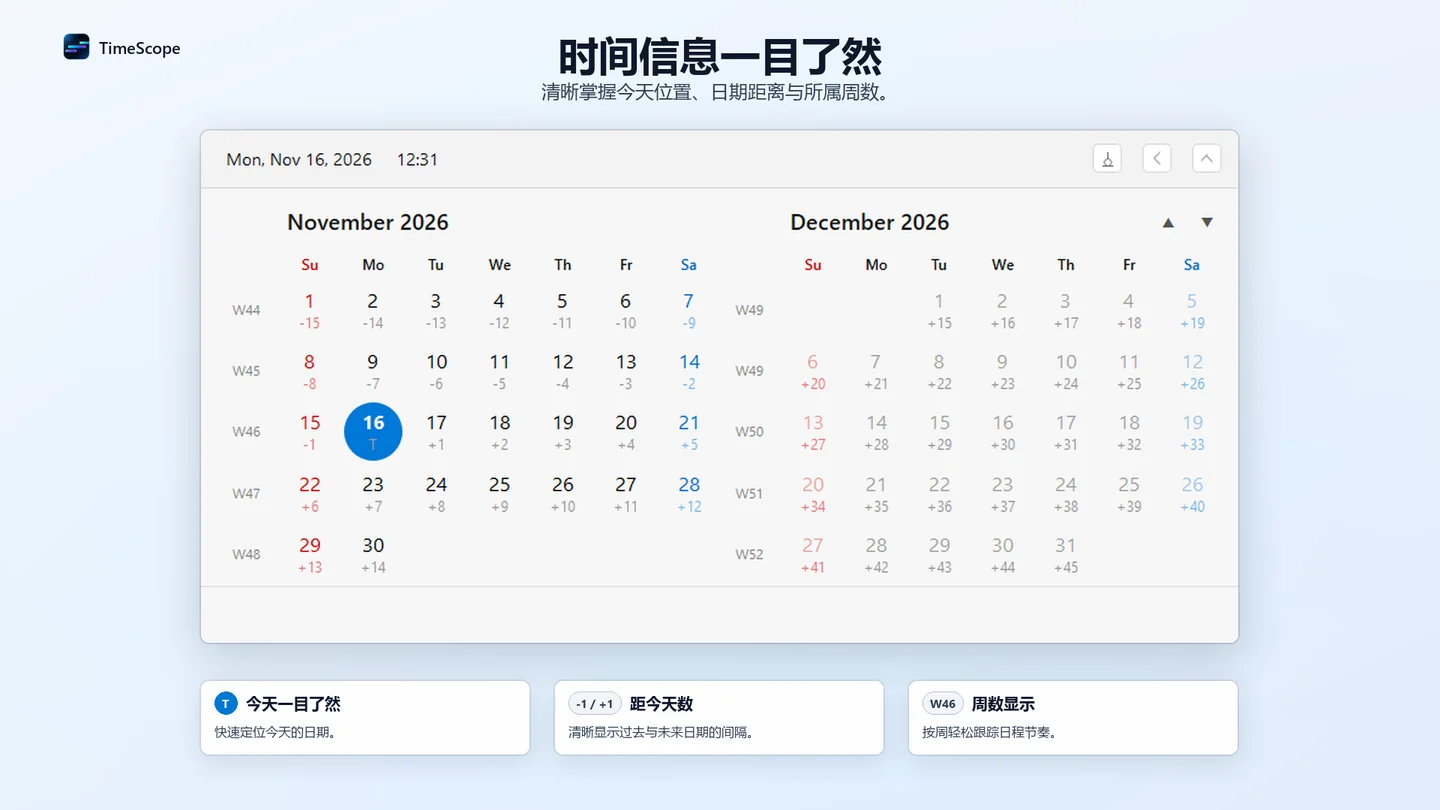 TimeScope
时间信息一目了然
清晰掌握今天位置、日期距离与所属周数。
Mon, Nov 16, 2026 12:31
November 2026
Su Mo Tu We Th Fr Sa
W44 1 2 3 4 5 6 7
-15 -14 -13 -12 -11 -10 -9
W45 8 9 10 11 12 13 14
-8 -7 -6 -5 -4 -3 -2
W46 15 16 17 18 19 20 21
-1 T +1 +2 +3 +4 +5
W47 22 23 24 25 26 27 28
+6 +7 +8 +9 +10 +11 +12
W48 29 30
+13 +14
December 2026 ▲ ▼
Su Mo Tu We Th Fr Sa
W49 1 2 3 4 5
+15 +16 +17 +18 +19
W49 6 7 8 9 10 11 12
+20 +21 +22 +23 +24 +25 +26
W50 13 14 15 16 17 18 19
+27 +28 +29 +30 +31 +32 +33
W51 20 21 22 23 24 25 26
+34 +35 +36 +37 +38 +39 +40
W52 27 28 29 30 31
+41 +42 +43 +44 +45
T 今天一目了然
快速定位今天的日期。
-1 / +1 距今天数
清晰显示过去与未来日期的间隔。
W46 周数显示
按周轻松跟踪日程节奏。